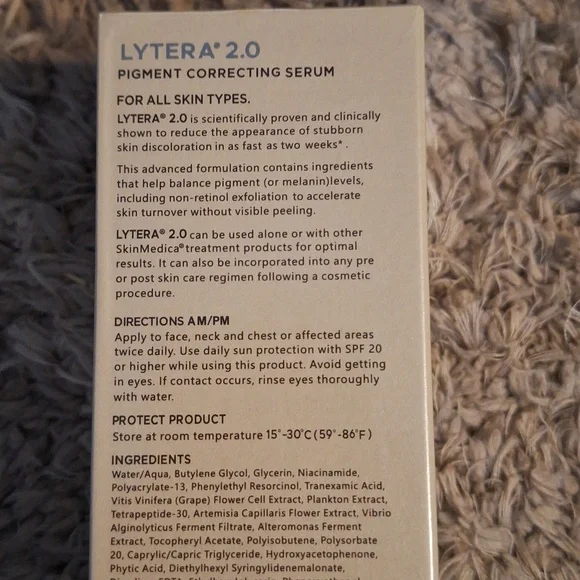 LYTERA® 2.0
PIGMENT CORRECTING SERUM
FOR ALL SKIN TYPES.
LYTERA® 2.0 is scientifically proven and clinically
shown to reduce the appearance of stubborn
skin discoloration in as fast as two weeks* .
This advanced formulation contains ingredients
that help balance pigment (or melanin)levels,
including non-retinol exfoliation to accelerate
skin turnover without visible peeling.
LYTERA® 2.0 can be used alone or with other
SkinMedica® treatment products for optimal
results. It can also be incorporated into any pre
or post skin care regimen following a cosmetic
procedure.
DIRECTIONS AM/PM
Apply to face, neck and chest or affected areas
twice daily. Use daily sun protection with SPF 20
or higher while using this product. Avoid getting
in eyes. If contact occurs, rinse eyes thoroughly
with water.
PROTECT PRODUCT
Store at room temperature 15°-30°C (59°-86°F)
INGREDIENTS
Water/Aqua, Butylene Glycol, Glycerin, Niacinamide,
Polyacrylate-13, Phenylethyl Resorcinol, Tranexamic Acid,
Vitis Vinifera (Grape) Flower Cell Extract, Plankton Extract,
Tetrapeptide-30, Artemisia Capillaris Flower Extract, Vibrio
Alginolyticus Ferment Filtrate, Alteromonas Ferment
Extract, Tocopheryl Acetate, Polyisobutene, Polysorbate
20, Caprylic/Capric Triglyceride, Hydroxyacetophenone,
Phytic Acid, Diethylhexyl Syringylidenemalonate,